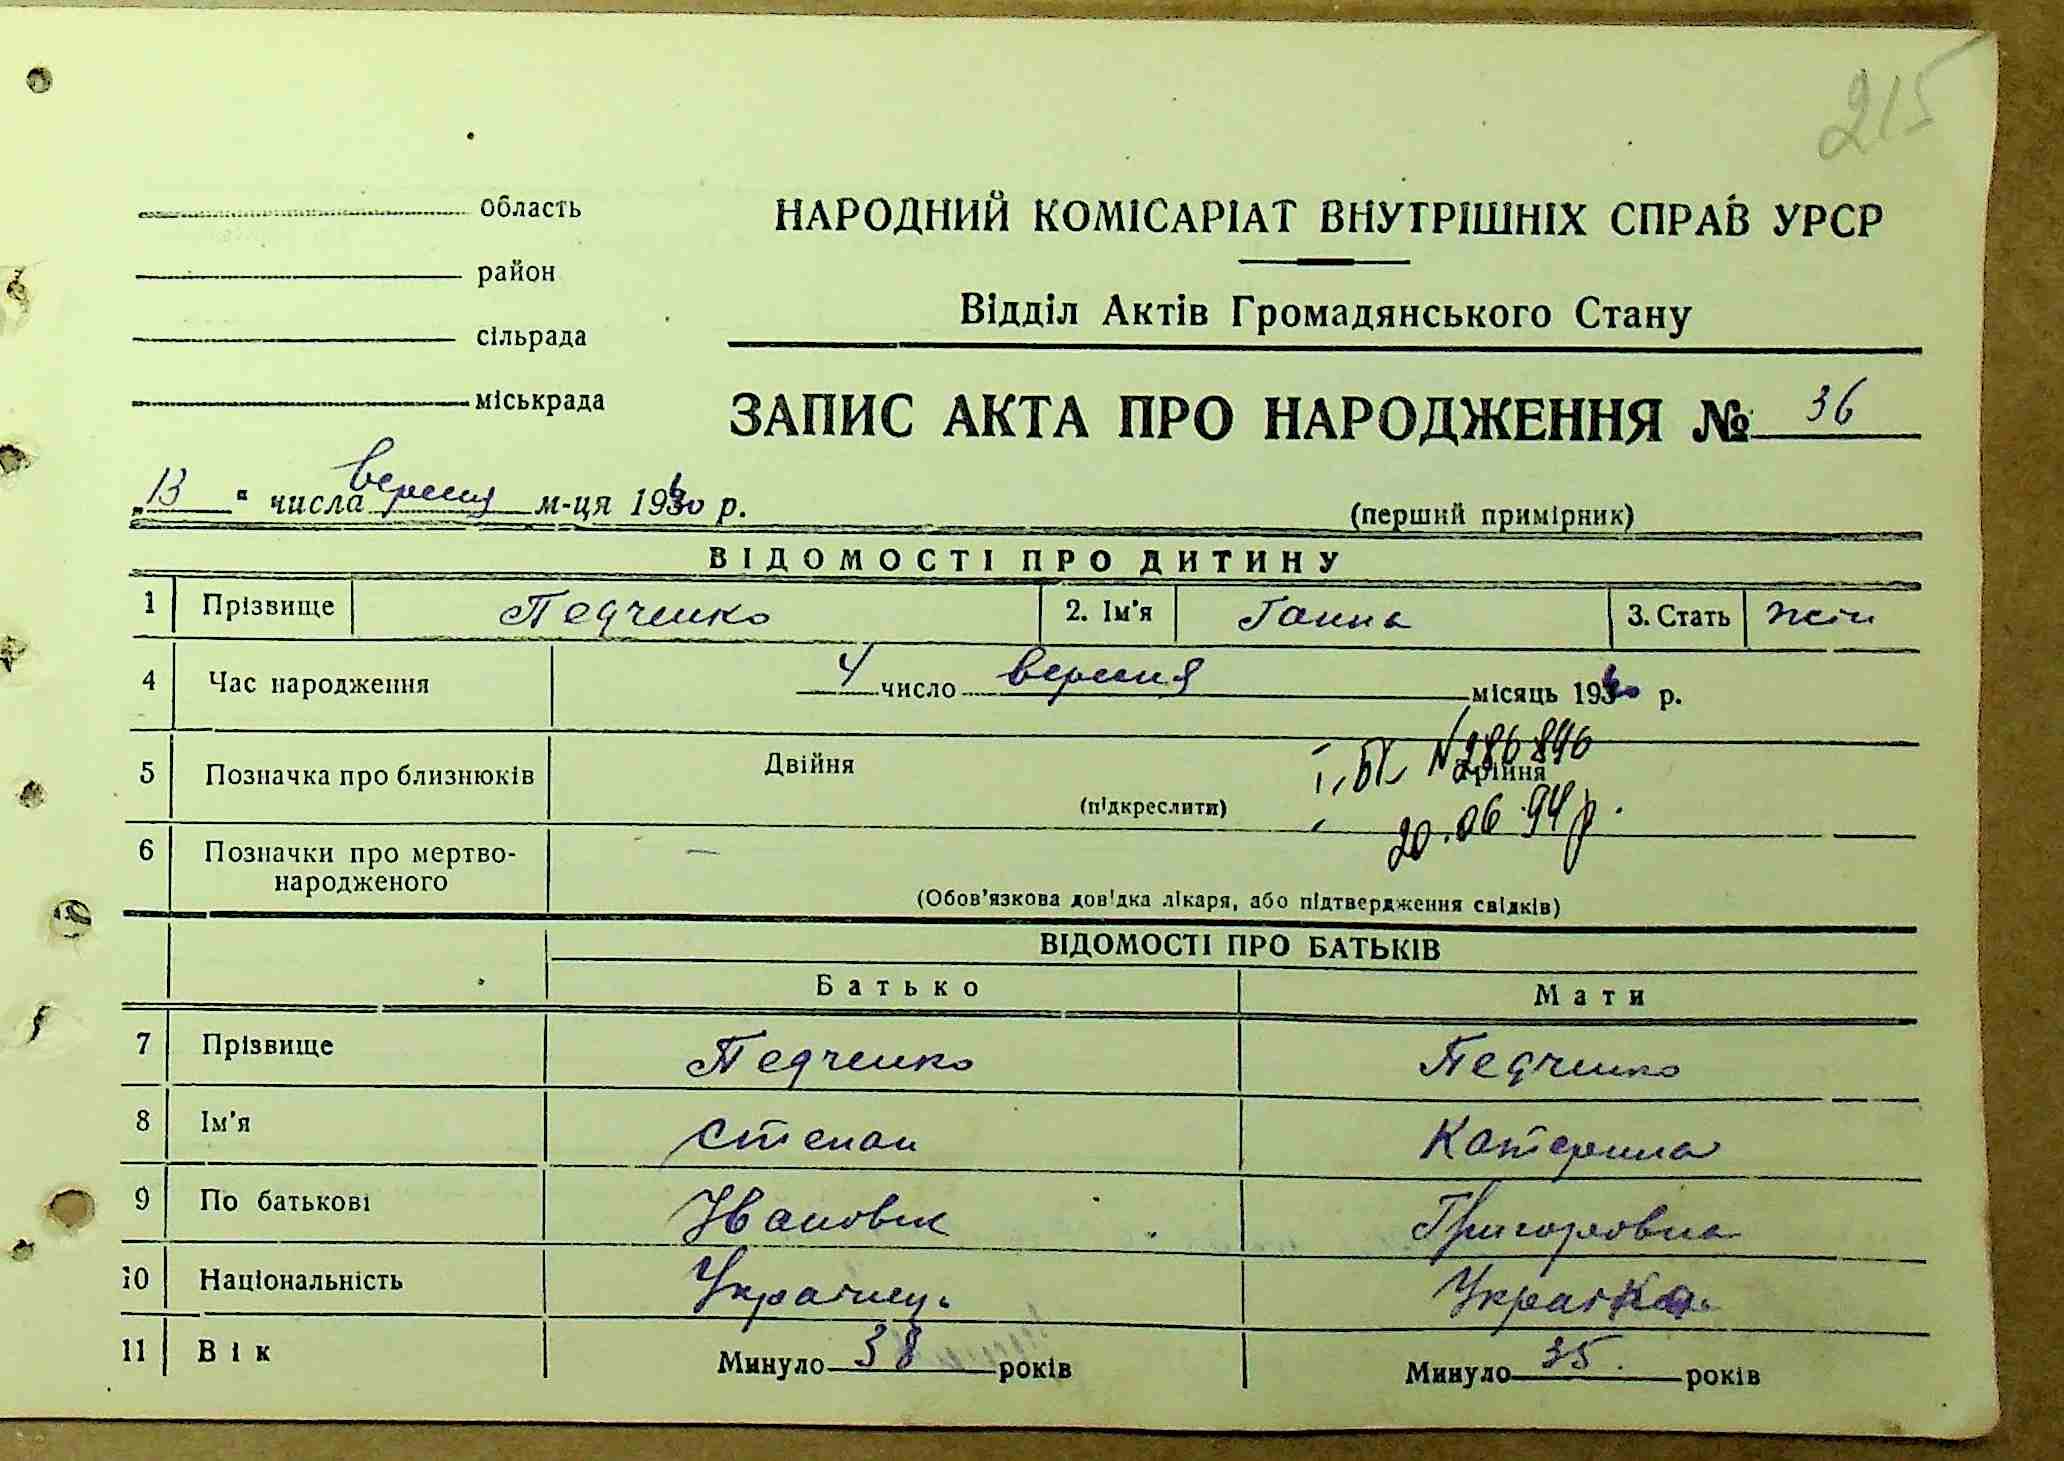 215
область
НАРОДНИЙ КОМІСАРІАТ ВНУТРІШНІХ СПРАВ УРСР
район
Відділ Актів Громадянського Стану
сільрада
міськрада
ЗАПИС АКТА ПРО НАРОДЖЕННЯ № 36
"13" числа вересня м-ця 1940 р.
(перший примірник)
ВІДОМОСТІ ПРО ДИТИНУ
1 Прізвище Педченко 2. Ім'я Ганна 3. Стать жін
4 Час народження 4 число вересня місяць 1940 р.
5 Позначка про близнюків Двійня Трійня
(підкреслити)
І-БК №286896
20.06.94 р.
6 Позначки про мертво-
народженого —
(Обов'язкова довідка лікаря, або підтвердження свідків)
ВІДОМОСТІ ПРО БАТЬКІВ
Батько Мати
7 Прізвище Педченко Педченко
8 Ім'я Степан Катерина
9 По батькові Іванович Григоровна
10 Національність Українець Українка
11 Вік Минуло 38 років Минуло 35 років